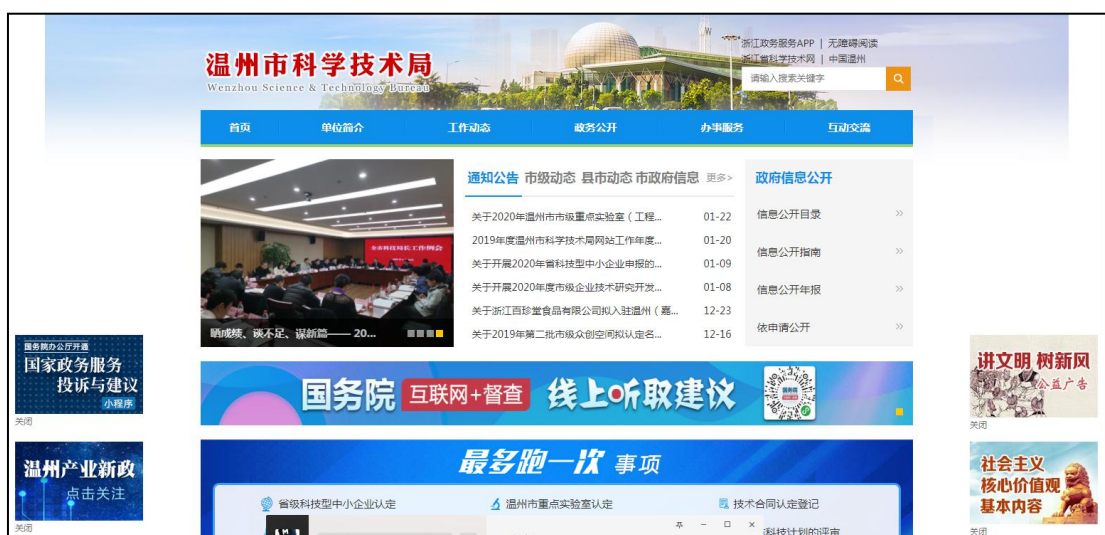 浙江政务服务APP | 无障碍阅读
浙江省科学技术网 | 中国温州
温州市科学技术局
Wenzhou Science & Technology Bureau
请输入搜索关键字
首页 单位简介 工作动态 政务公开 办事服务 互动交流
通知公告 市级动态 县市动态 市政府信息 更多>
关于2020年温州市市级重点实验室（工程... 01-22
2019年度温州市科学技术局网站工作年度... 01-20
关于开展2020年省科技型中小企业申报的... 01-09
关于开展2020年度市级企业技术研究开发... 01-08
关于浙江百珍堂食品有限公司拟入驻温州（嘉... 12-23
关于2019年第二批市级众创空间拟认定名... 12-16
政府信息公开
信息公开目录
信息公开指南
信息公开年报
依申请公开
全市科技局长工作例会
晒成绩、谈不足、谋新篇—— 20...
国务院办公厅开通
国家政务服务
投诉与建议
小程序
关闭
国务院 互联网+督查 线上听取建议
讲文明 树新风
公益广告
关闭
温州产业新政
点击关注
关闭
最多跑一次 事项
省级科技型中小企业认定 温州市重点实验室认定 技术合同认定登记
科技计划的评审
社会主义
核心价值观
基本内容
关闭